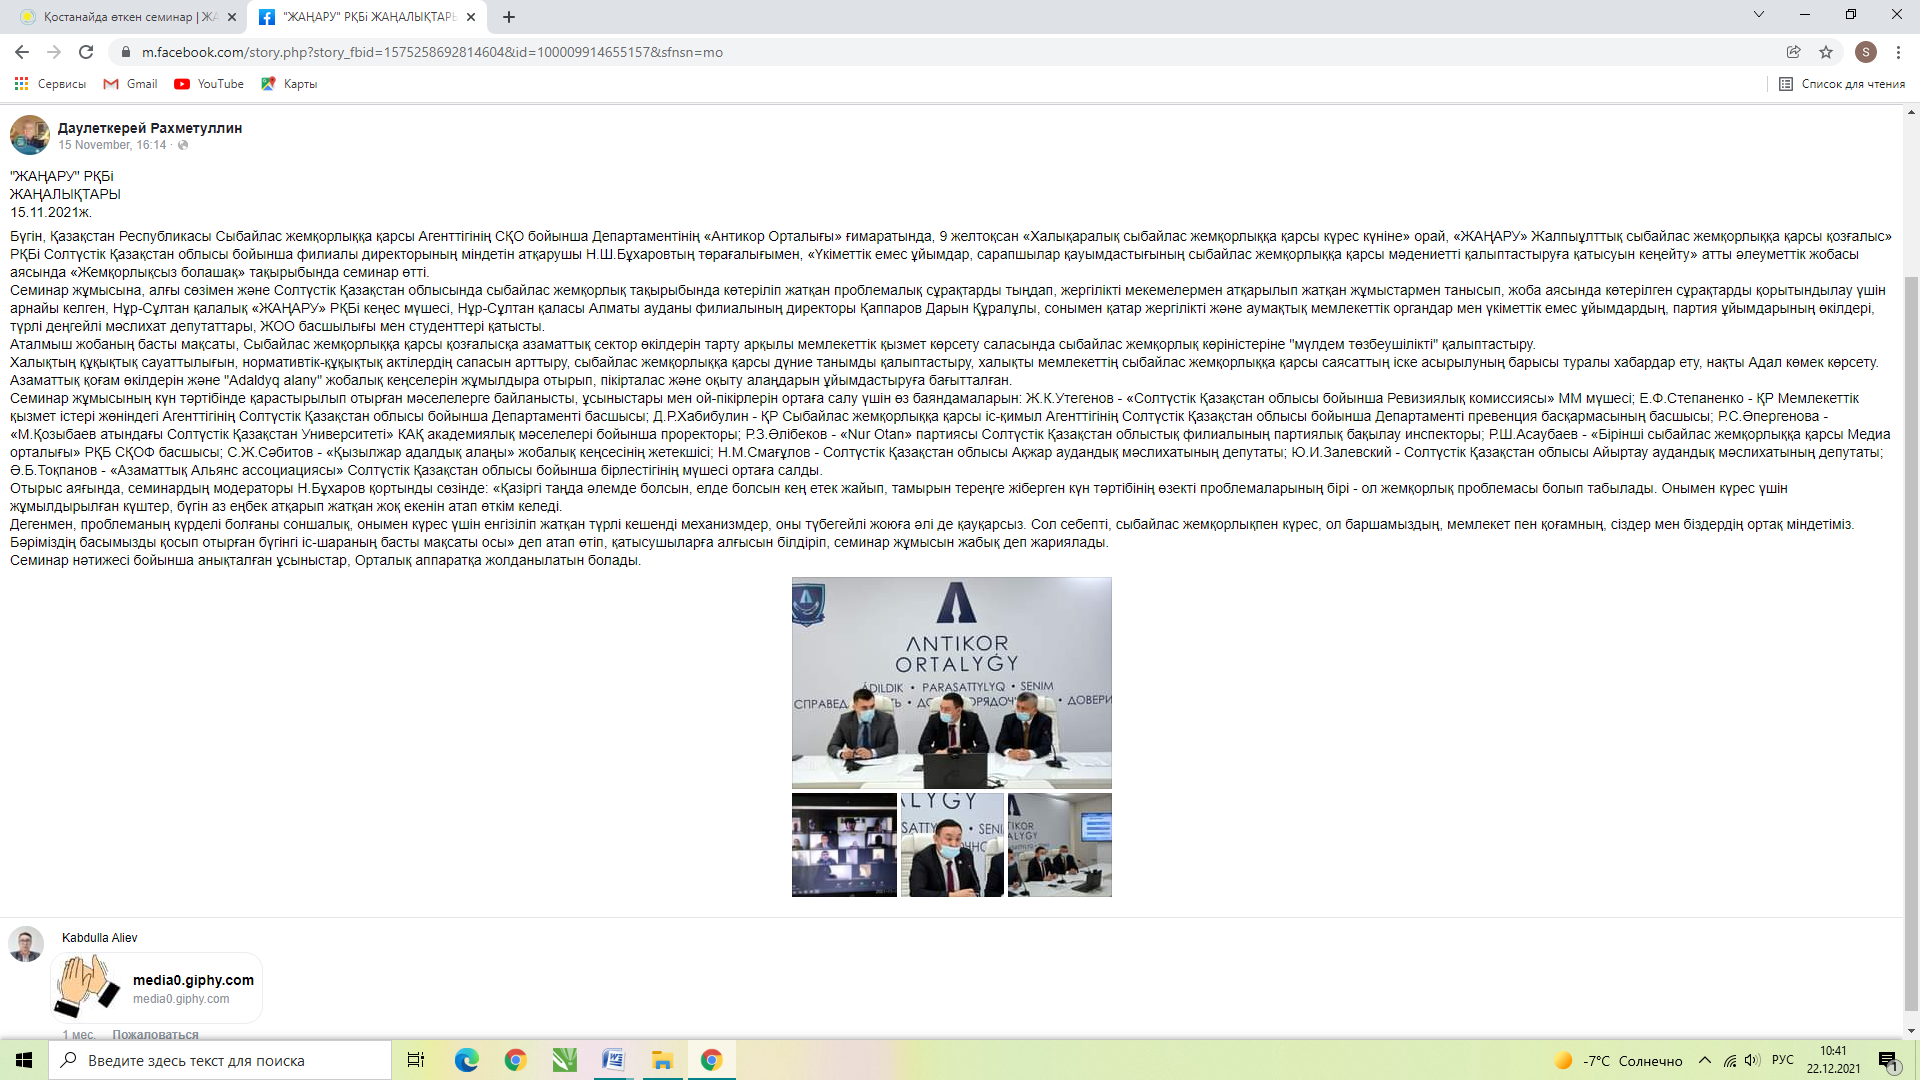 Қостанайда өткен семинар | ЖА
"ЖАҢАРУ" РҚБі ЖАҢАЛЫҚТАРЫ
m.facebook.com/story.php?story_fbid=1575258692814604&id=100009914655157&sfnsn=mo
S
Сервисы
Gmail
YouTube
Карты
Список для чтения
Даулеткерей Рахметуллин
15 November, 16:14 ·
"ЖАҢАРУ" РҚБі
ЖАҢАЛЫҚТАРЫ
15.11.2021ж.
Бүгін, Қазақстан Республикасы Сыбайлас жемқорлыққа қарсы Агенттігінің СҚО бойынша Департаментінің «Антикор Орталығы» ғимаратында, 9 желтоқсан «Халықаралық сыбайлас жемқорлыққа қарсы күрес күніне» орай, «ЖАҢАРУ» Жалпыұлттық сыбайлас жемқорлыққа қарсы қозғалыс»
РҚБі Солтүстік Қазақстан облысы бойынша филиалы директорының міндетін атқарушы Н.Ш.Бұхаровтың төрағалығымен, «Үкіметтік емес ұйымдар, сарапшылар қауымдастығының сыбайлас жемқорлыққа қарсы мәдениетті қалыптастыруға қатысуын кеңейту» атты әлеуметтік жобасы
аясында «Жемқорлықсыз болашақ» тақырыбында семинар өтті.
Семинар жұмысына, алғы сөзімен және Солтүстік Қазақстан облысында сыбайлас жемқорлық тақырыбында көтеріліп жатқан проблемалық сұрақтарды тыңдап, жергілікті мекемелермен атқарылып жатқан жұмыстармен танысып, жоба аясында көтерілген сұрақтарды қорытындылау үшін
арнайы келген, Нұр-Сұлтан қалалық «ЖАҢАРУ» РҚБі кеңес мүшесі, Нұр-Сұлтан қаласы Алматы ауданы филиалының директоры Қаппаров Дарын Құралұлы, сонымен қатар жергілікті және аумақтық мемлекеттік органдар мен үкіметтік емес ұйымдардың, партия ұйымдарының өкілдері,
түрлі деңгейлі мәслихат депутаттары, ЖОО басшылығы мен студенттері қатысты.
Аталмыш жобаның басты мақсаты, Сыбайлас жемқорлыққа қарсы қозғалысқа азаматтық сектор өкілдерін тарту арқылы мемлекеттік қызмет көрсету саласында сыбайлас жемқорлық көріністеріне "мүлдем төзбеушілікті" қалыптастыру.
Халықтың құқықтық сауаттылығын, нормативтік-құқықтық актілердің сапасын арттыру, сыбайлас жемқорлыққа қарсы дүние танымды қалыптастыру, халықты мемлекеттің сыбайлас жемқорлыққа қарсы саясаттың іске асырылуның барысы туралы хабардар ету, нақты Адал көмек көрсету.
Азаматтық қоғам өкілдерін және "Adaldyq alany" жобалық кеңселерін жұмылдыра отырып, пікірталас және оқыту алаңдарын ұйымдастыруға бағытталған.
Семинар жұмысының күн тәртібінде қарастырылып отырған мәселелерге байланысты, ұсыныстары мен ой-пікірлерін ортаға салу үшін өз баяндамаларын: Ж.К.Утегенов - «Солтүстік Қазақстан облысы бойынша Ревизиялық комиссиясы» ММ мүшесі; Е.Ф.Степаненко - ҚР Мемлекеттік
қызмет істері жөніндегі Агенттігінің Солтүстік Қазақстан облысы бойынша Департаменті басшысы; Д.Р.Хабибулин - ҚР Сыбайлас жемқорлыққа қарсы іс-қимыл Агенттігінің Солтүстік Қазақстан облысы бойынша Департаменті превенция басқармасының басшысы; Р.С.Әпергенова -
«М.Қозыбаев атындағы Солтүстік Қазақстан Университеті» КАҚ академиялық мәселелері бойынша проректоры; Р.З.Әлібеков - «Nur Otan» партиясы Солтүстік Қазақстан облыстық филиалының партиялық бақылау инспекторы; Р.Ш.Асаубаев - «Бірінші сыбайлас жемқорлыққа қарсы Медиа
орталығы» РҚБ СҚОФ басшысы; С.Ж.Сәбитов - «Қызылжар адалдық алаңы» жобалық кеңсесінің жетекшісі; Н.М.Смағұлов - Солтүстік Қазақстан облысы Ақжар аудандық мәслихатының депутаты; Ю.И.Залевский - Солтүстік Қазақстан облысы Айыртау аудандық мәслихатының депутаты;
Ә.Б.Тоқпанов - «Азаматтық Альянс ассоциациясы» Солтүстік Қазақстан облысы бойынша бірлестігінің мүшесі ортаға салды.
Отырыс аяғында, семинардың модераторы Н.Бұхаров қортынды сөзінде: «Қазіргі таңда әлемде болсын, елде болсын кең етек жайып, тамырын тереңге жіберген күн тәртібінің өзекті проблемаларының бірі - ол жемқорлық проблемасы болып табылады. Онымен күрес үшін
жұмылдырылған күштер, бүгін аз еңбек атқарып жатқан жоқ екенін атап өткім келеді.
Дегенмен, проблеманың күрделі болғаны соншалық, онымен күрес үшін енгізіліп жатқан түрлі кешенді механизмдер, оны түбегейлі жоюға әлі де қауқарсыз. Сол себепті, сыбайлас жемқорлықпен күрес, ол баршамыздың, мемлекет пен қоғамның, сіздер мен біздердің ортақ міндетіміз.
Бәріміздің басымызды қосып отырған бүгінгі іс-шараның басты мақсаты осы» деп атап өтіп, қатысушыларға алғысын білдіріп, семинар жұмысын жабық деп жариялады.
Семинар нәтижесі бойынша анықталған ұсыныстар, Орталық аппаратқа жолданылатын болады.
ANTIKOR
ORTALYǴY
ÁDILDIK • PARASATTYLYQ • SENIM
Kabdulla Aliev
media0.giphy.com
media0.giphy.com
1 мес. Пожаловаться
Введите здесь текст для поиска
-7°C Солнечно
РУС
10:41
22.12.2021
1